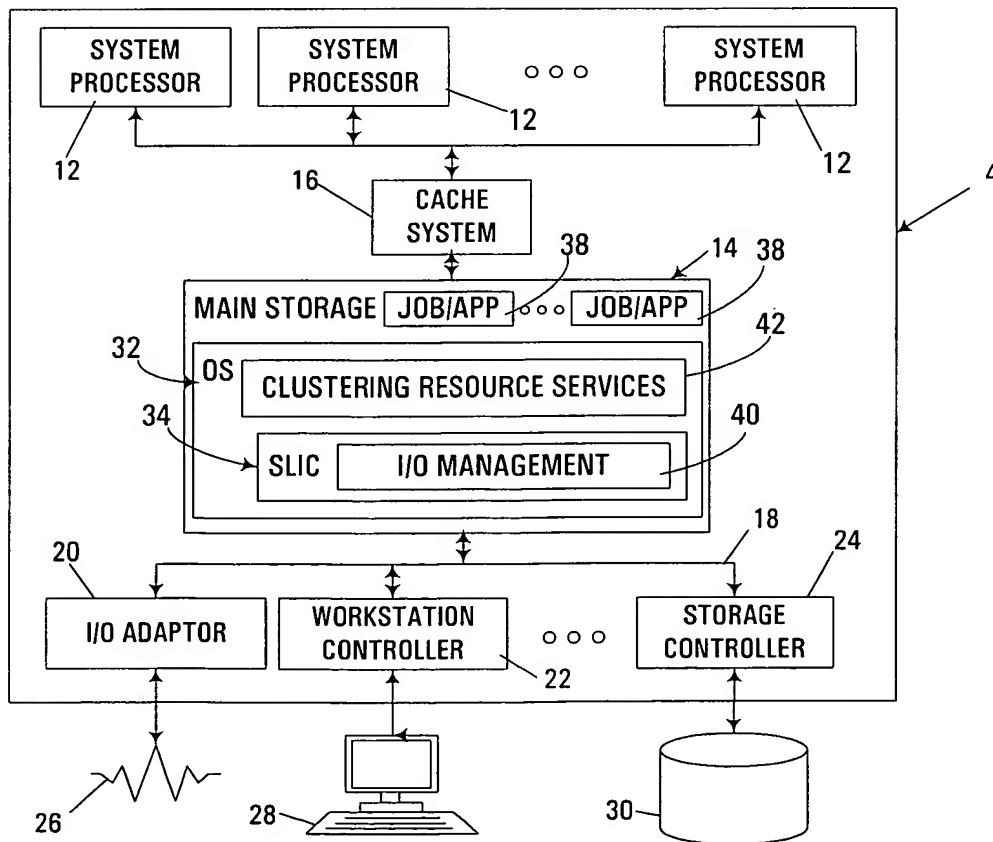 SYSTEM
PROCESSOR
SYSTEM
PROCESSOR
SYSTEM
PROCESSOR
12
12
12
4
16
CACHE
SYSTEM
38
14
38
MAIN STORAGE
JOB/APP
JOB/APP
32
OS
42
CLUSTERING RESOURCE SERVICES
34
SLIC
I/O MANAGEMENT
40
20
18
24
I/O ADAPTOR
WORKSTATION
CONTROLLER
STORAGE
CONTROLLER
22
26
28
30